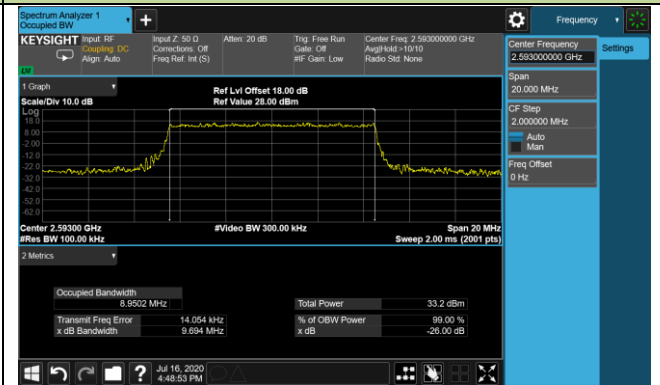 Spectrum Analyzer 1
Occupied BW
Frequency
KEYSIGHT
Input: RF
Coupling: DC
Align: Auto
Input Z: 50 Ω
Corrections: Off
Freq Ref: Int (S)
Atten: 20 dB
Trig: Free Run
Gate: Off
#IF Gain: Low
Center Freq: 2.593000000 GHz
Avg|Hold:>10/10
Radio Std: None
Center Frequency
2.593000000 GHz
Settings
Span
20.000 MHz
CF Step
2.000000 MHz
Auto
Man
Freq Offset
0 Hz
1 Graph
Scale/Div 10.0 dB
Ref Lvl Offset 18.00 dB
Ref Value 28.00 dBm
Log
18.0
8.00
-2.00
-12.0
-22.0
-32.0
-42.0
-52.0
-62.0
Center 2.59300 GHz
#Res BW 100.00 kHz
#Video BW 300.00 kHz
Span 20 MHz
Sweep 2.00 ms (2001 pts)
2 Metrics
Occupied Bandwidth
8.9502 MHz
Total Power 33.2 dBm
Transmit Freq Error 14.054 kHz
% of OBW Power 99.00 %
x dB Bandwidth 9.694 MHz
x dB -26.00 dB
Jul 16, 2020
4:48:53 PM